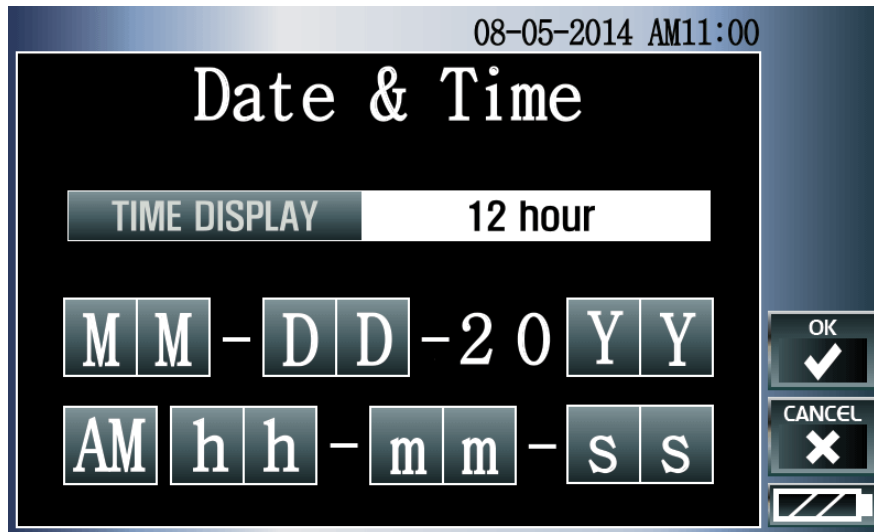 08-05-2014 AM11:00
Date & Time
TIME DISPLAY 12 hour
MM-DD-20YY
OK
AM hh-mm-ss
CANCEL